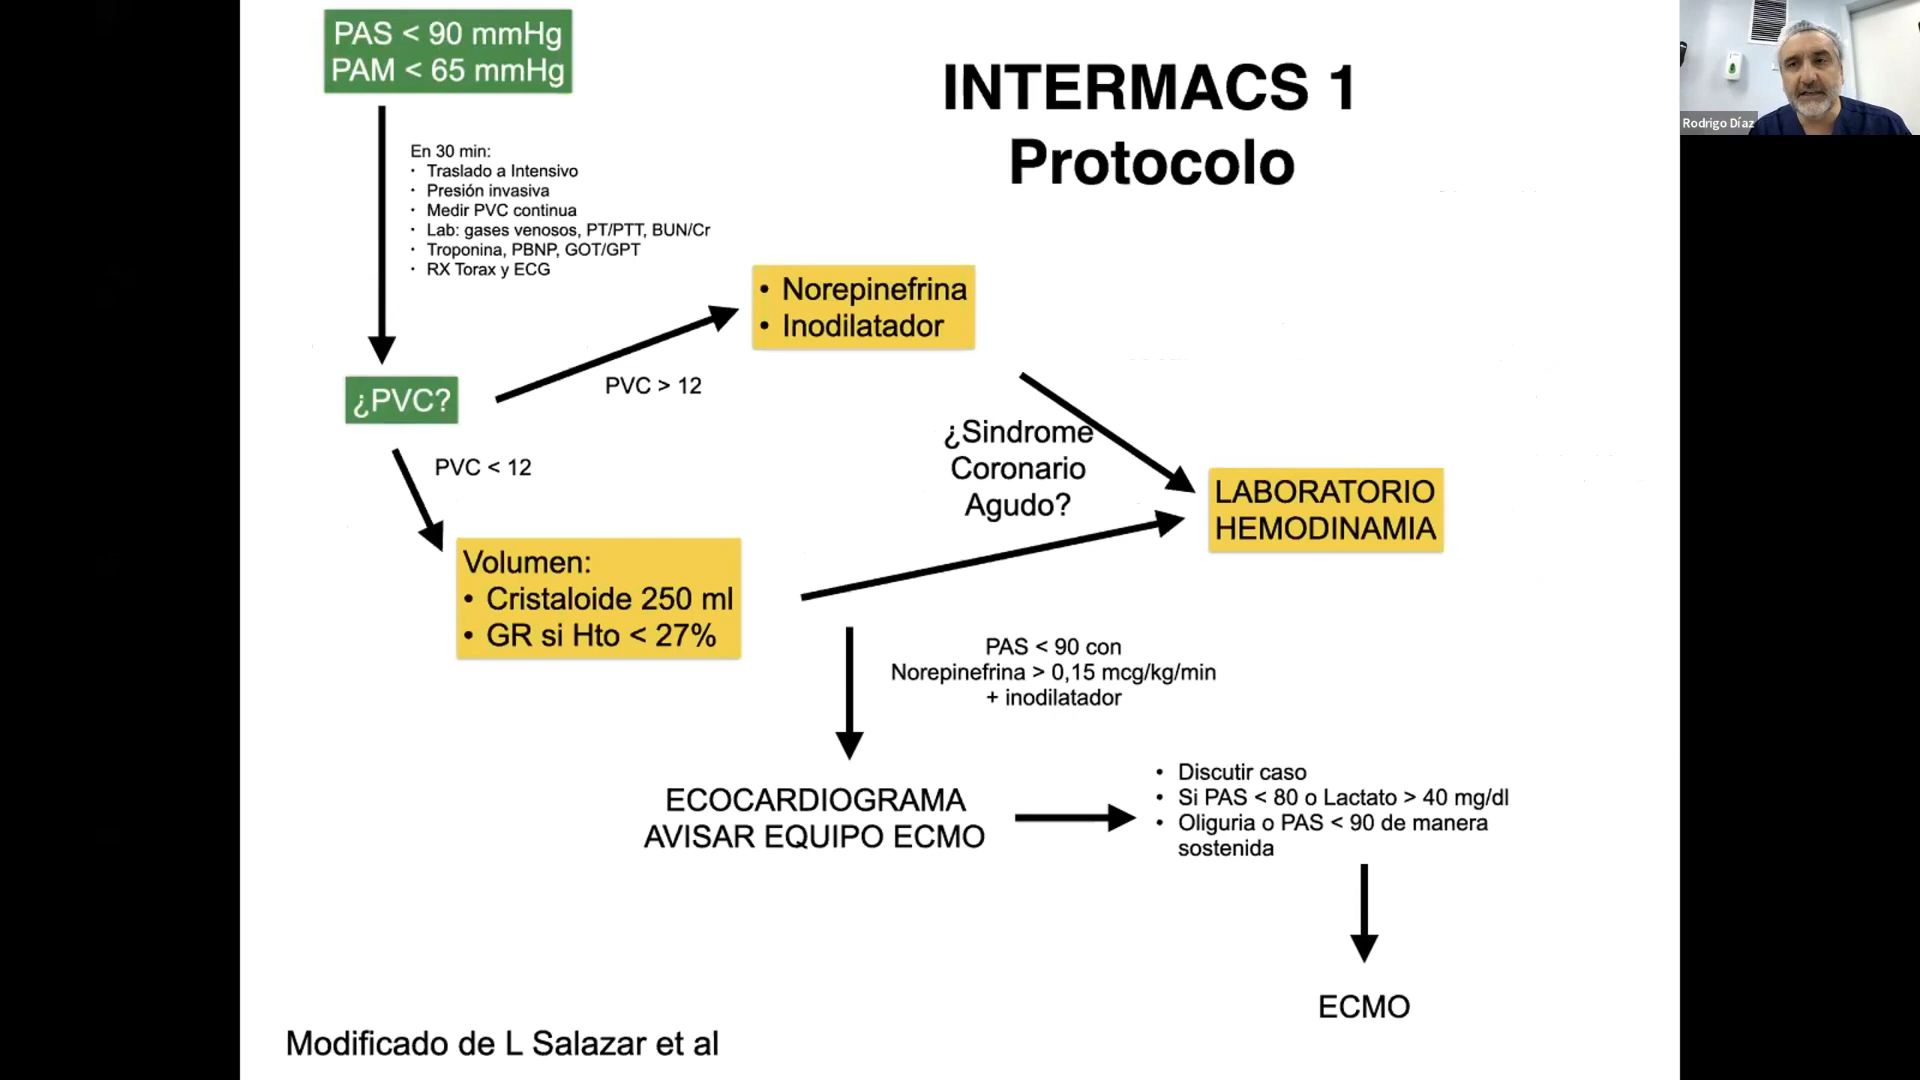 PAS < 90 mmHg
PAM < 65 mmHg
INTERMACS 1
Protocolo
Rodrigo Díaz
En 30 min:
• Traslado a Intensivo
• Presión invasiva
• Medir PVC continua
• Lab: gases venosos, PT/PTT, BUN/Cr
• Troponina, PBNP, GOT/GPT
• RX Torax y ECG
• Norepinefrina
• Inodilatador
¿PVC?
PVC > 12
PVC < 12
¿Sindrome
Coronario
Agudo?
LABORATORIO
HEMODINAMIA
Volumen:
• Cristaloide 250 ml
• GR si Hto < 27%
PAS < 90 con
Norepinefrina > 0,15 mcg/kg/min
+ inodilatador
ECOCARDIOGRAMA
AVISAR EQUIPO ECMO
• Discutir caso
• Si PAS < 80 o Lactato > 40 mg/dl
• Oliguria o PAS < 90 de manera
sostenida
ECMO
Modificado de L Salazar et al